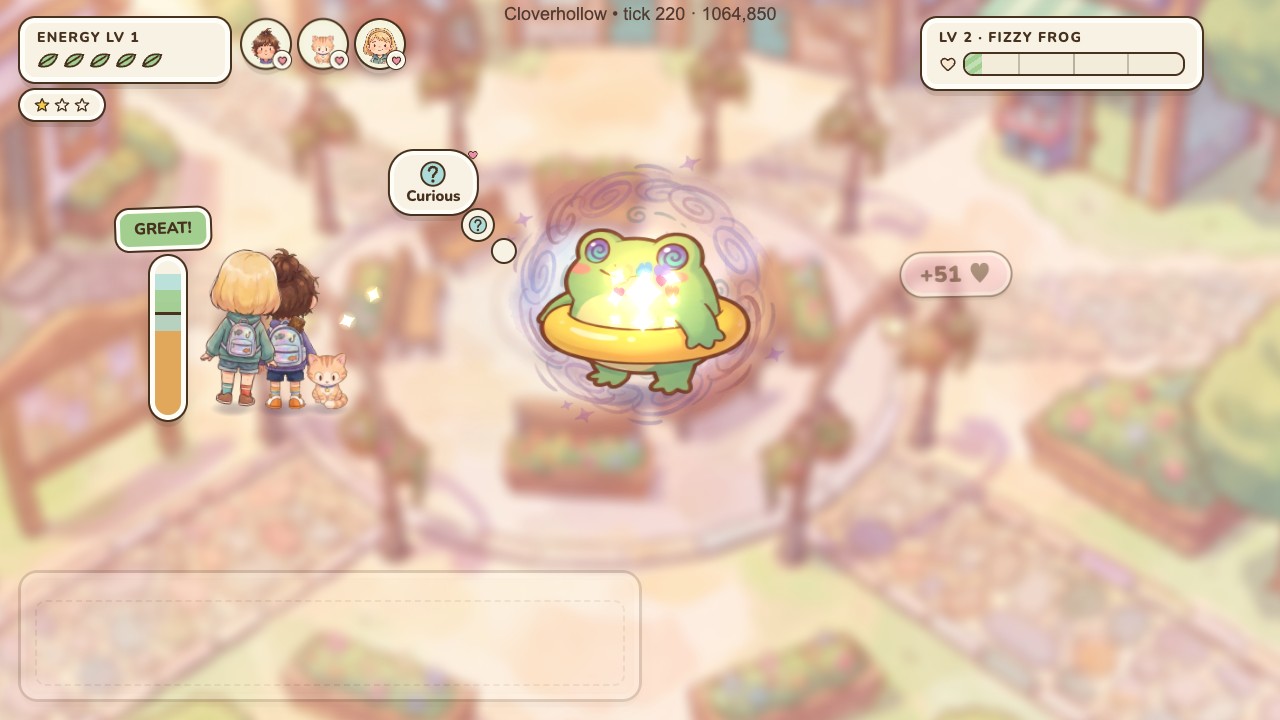 Cloverhollow • tick 220 · 1064,850
ENERGY LV 1
LV 2 · FIZZY FROG
?
Curious
?
GREAT!
+51